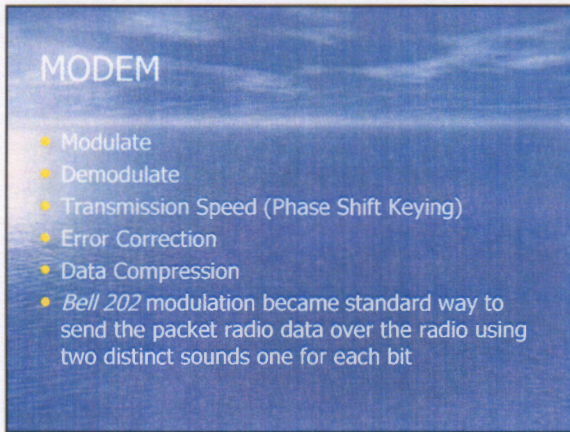 MODEM
• Modulate
• Demodulate
• Transmission Speed (Phase Shift Keying)
• Error Correction
• Data Compression
• Bell 202 modulation became standard way to
send the packet radio data over the radio using
two distinct sounds one for each bit